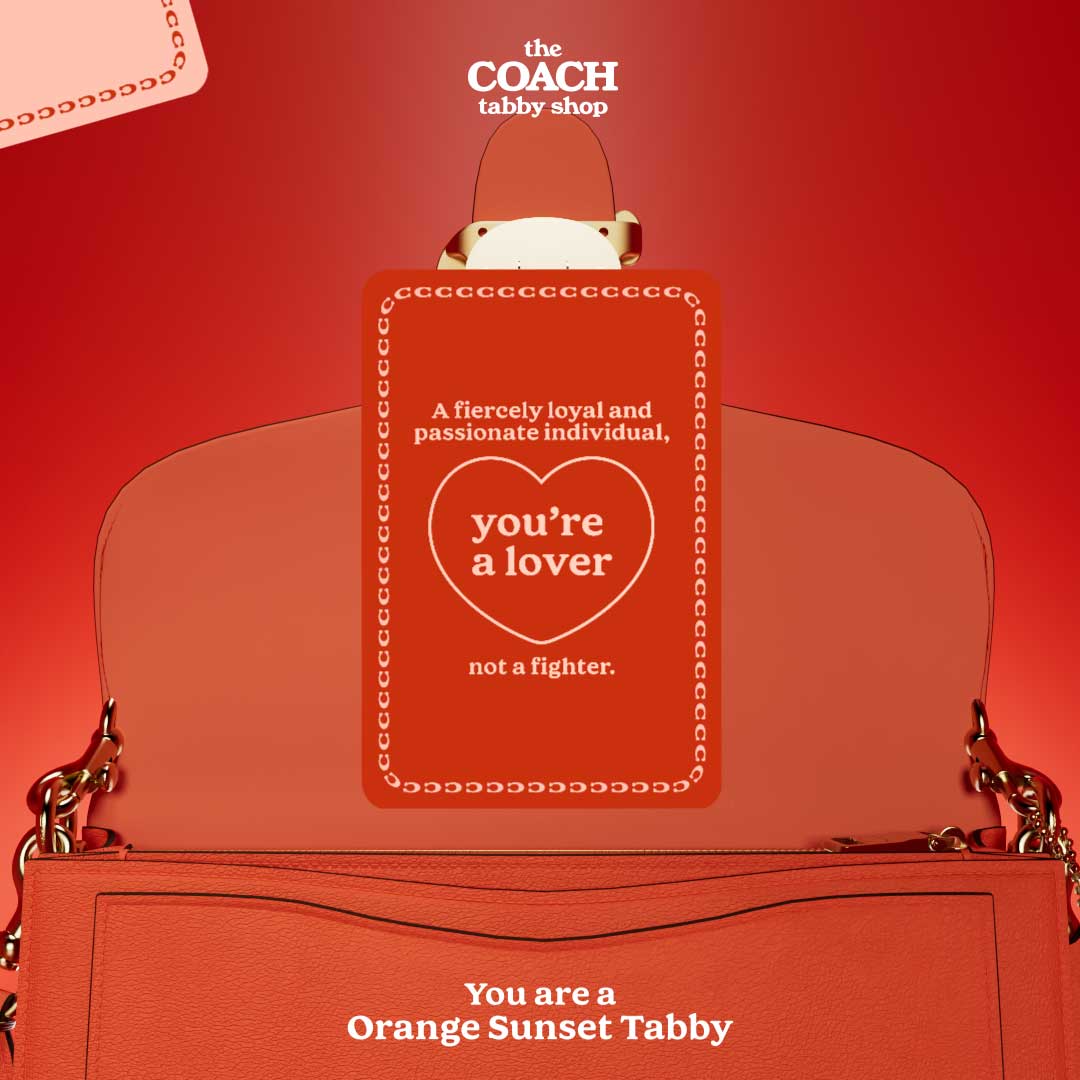 the
COACH
tabby shop
A fiercely loyal and
passionate individual,
you're
a lover
not a fighter.
You are a
Orange Sunset Tabby